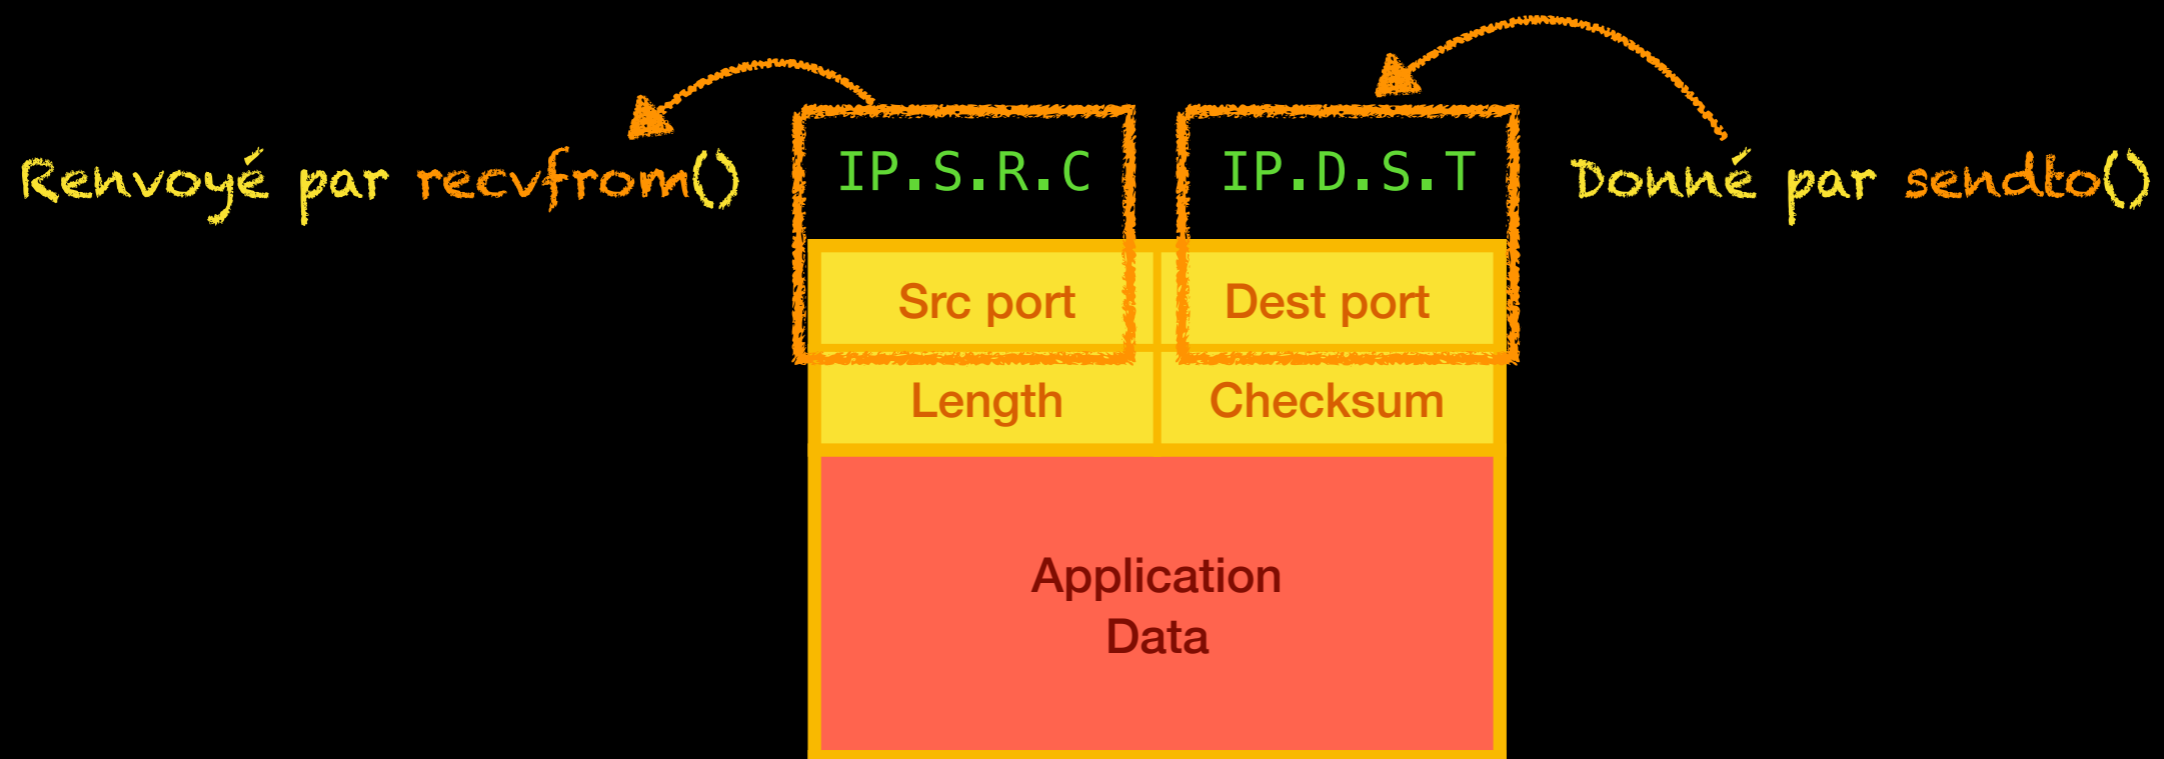 Renvoyé par recvfrom()
IP.S.R.C
IP.D.S.T
Donné par sendto()
Src port
Dest port
Length
Checksum
Application
Data